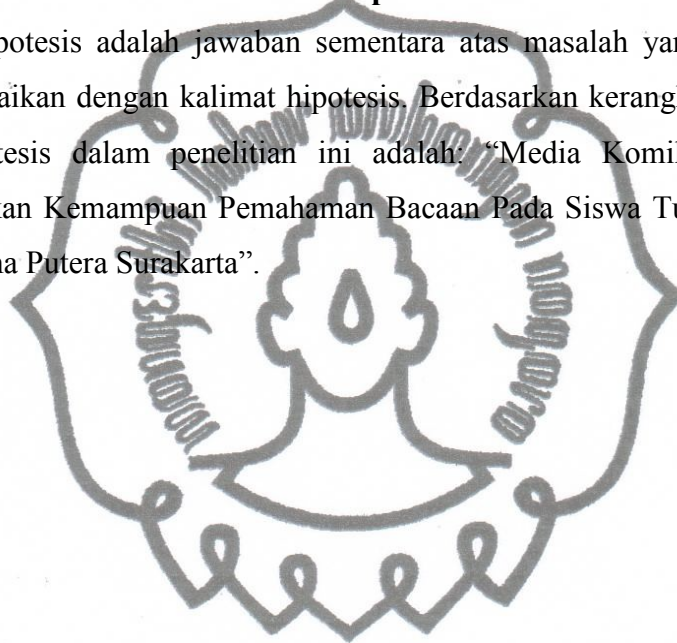 potesis adalah jawaban sementara atas masalah yan
aikan dengan kalimat hipotesis. Berdasarkan kerang
tesis dalam penelitian ini adalah: “Media Komi
kan Kemampuan Pemahaman Bacaan Pada Siswa Tu
na Putera Surakarta”.